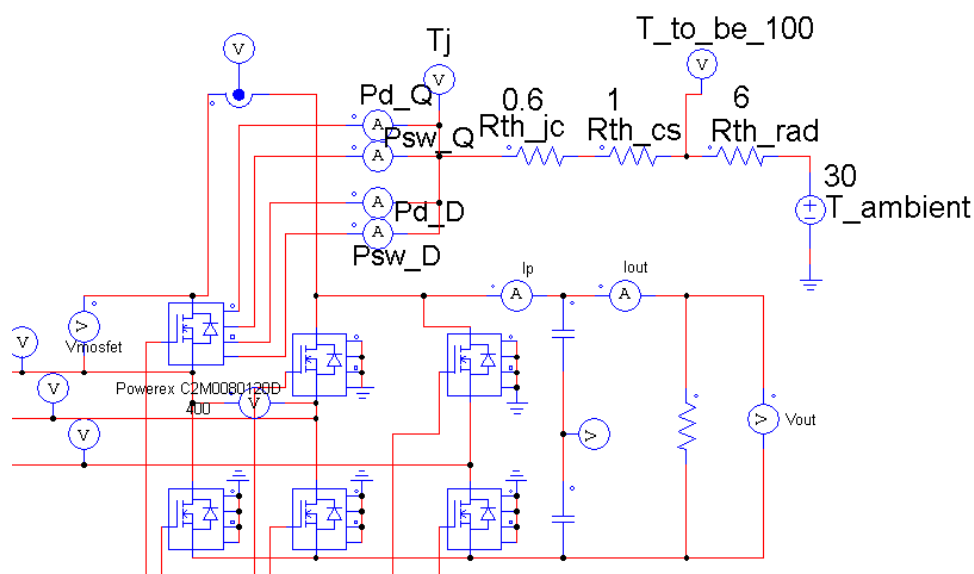 T_to_be_100
V
Tj
V
V
Pd_Q
0.6
1
6
A
Psw_Q
Rth_jc
Rth_cs
Rth_rad
A
30
A
T_ambient
Pd_D
A
Psw_D
Ip
Iout
A
A
V
Vmosfet
V
V
Powerex C2M0080120D
V
400
V
Vout
V
V